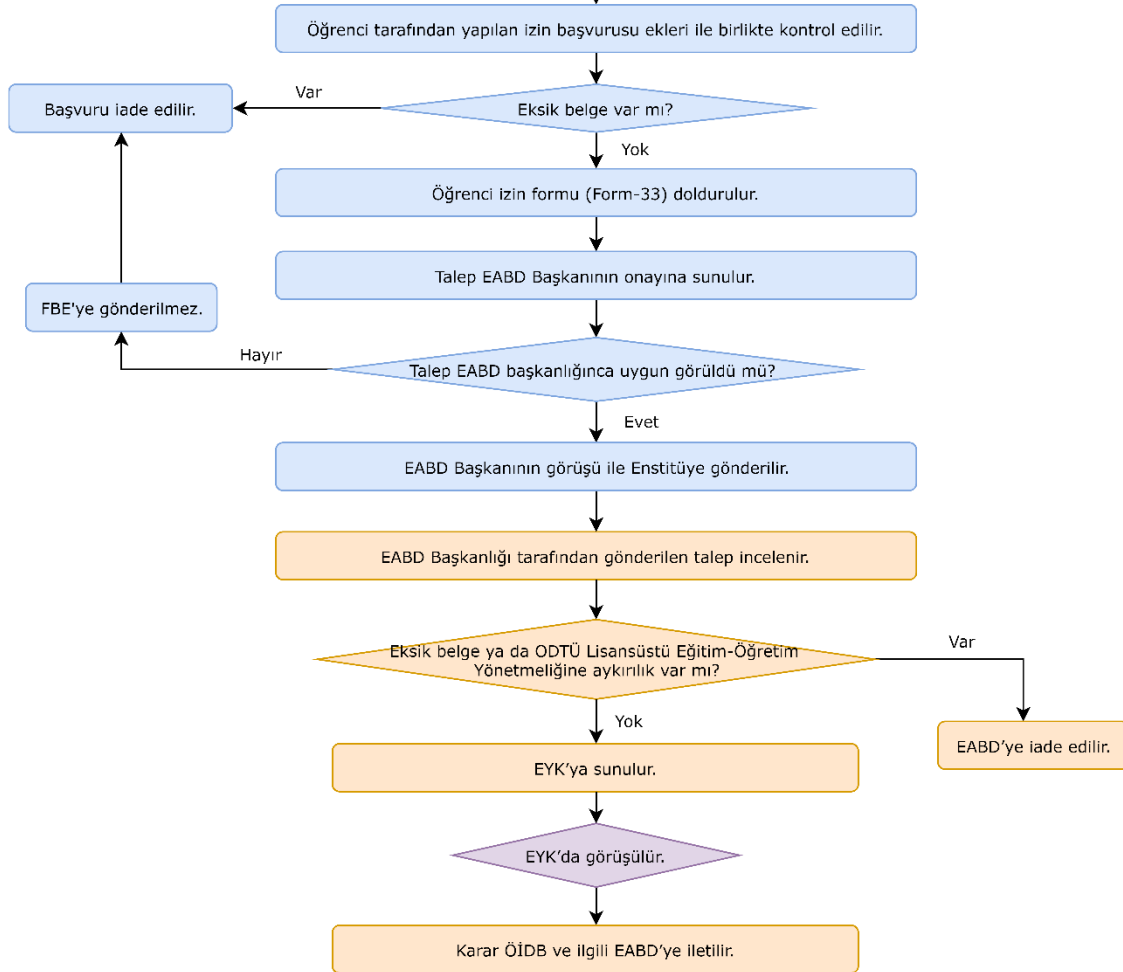 Öğrenci tarafından yapılan izin başvurusu ekleri ile birlikte kontrol edilir.
Var
Başvuru iade edilir.
Eksik belge var mı?
Yok
Öğrenci izin formu (Form-33) doldurulur.
Talep EABD Başkanının onayına sunulur.
FBE'ye gönderilmez.
Hayır
Talep EABD başkanlığınca uygun görüldü mü?
Evet
EABD Başkanının görüşü ile Enstitüye gönderilir.
EABD Başkanlığı tarafından gönderilen talep incelenir.
Eksik belge ya da ODTÜ Lisansüstü Eğitim-Öğretim
Yönetmeliğine aykırılık var mı?
Var
Yok
EABD’ye iade edilir.
EYK’ya sunulur.
EYK’da görüşülür.
Karar ÖİDB ve ilgili EABD’ye iletilir.